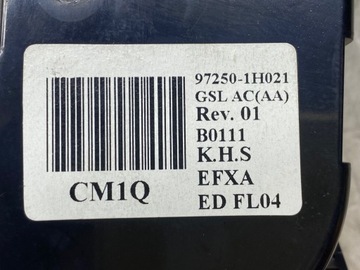 97250-1H021
GSL AC(AA)
Rev. 01
B0111
K.H.S
EFXA
ED FL04
CM1Q